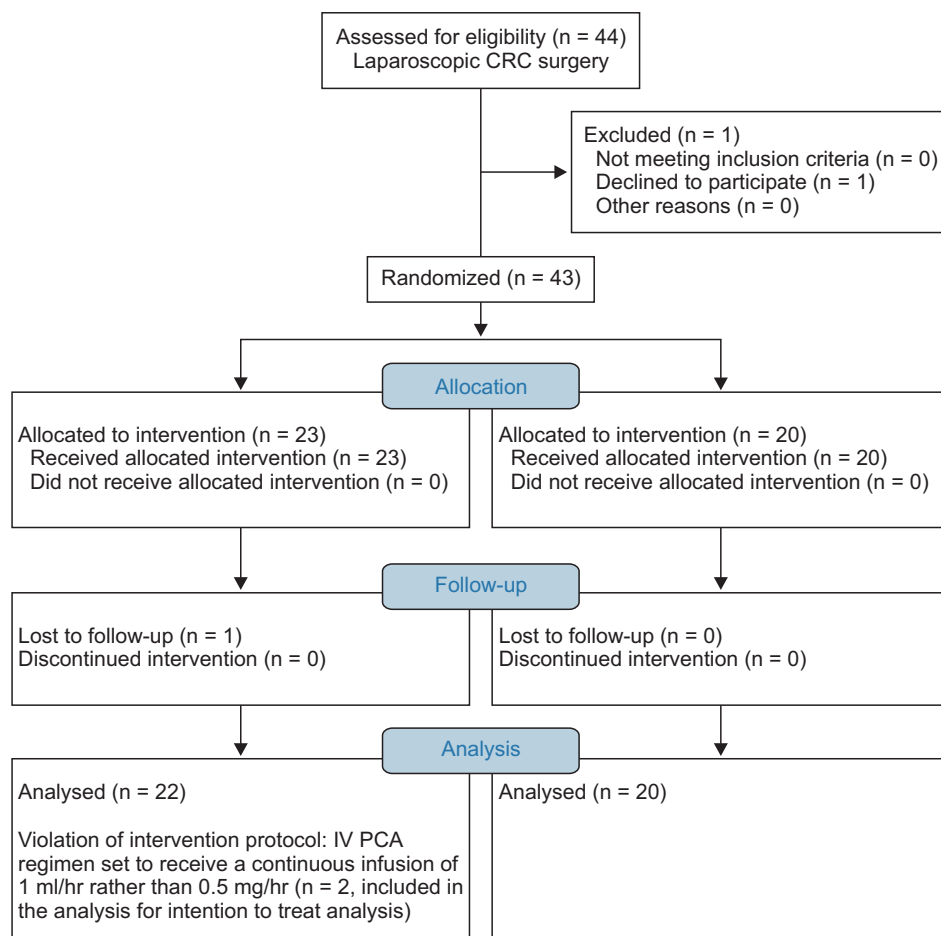 Assessed for eligibility (n = 44)
Laparoscopic CRC surgery
Excluded (n = 1)
Not meeting inclusion criteria (n = 0)
Declined to participate (n = 1)
Other reasons (n = 0)
Randomized (n = 43)
Allocation
Allocated to intervention (n = 23)
Received allocated intervention (n = 23)
Did not receive allocated intervention (n = 0)
Allocated to intervention (n = 20)
Received allocated intervention (n = 20)
Did not receive allocated intervention (n = 0)
Follow-up
Lost to follow-up (n = 1)
Discontinued intervention (n = 0)
Lost to follow-up (n = 0)
Discontinued intervention (n = 0)
Analysis
Analysed (n = 22)
Violation of intervention protocol: IV PCA
regimen set to receive a continuous infusion of
1 ml/hr rather than 0.5 mg/hr (n = 2, included in
the analysis for intention to treat analysis)
Analysed (n = 20)